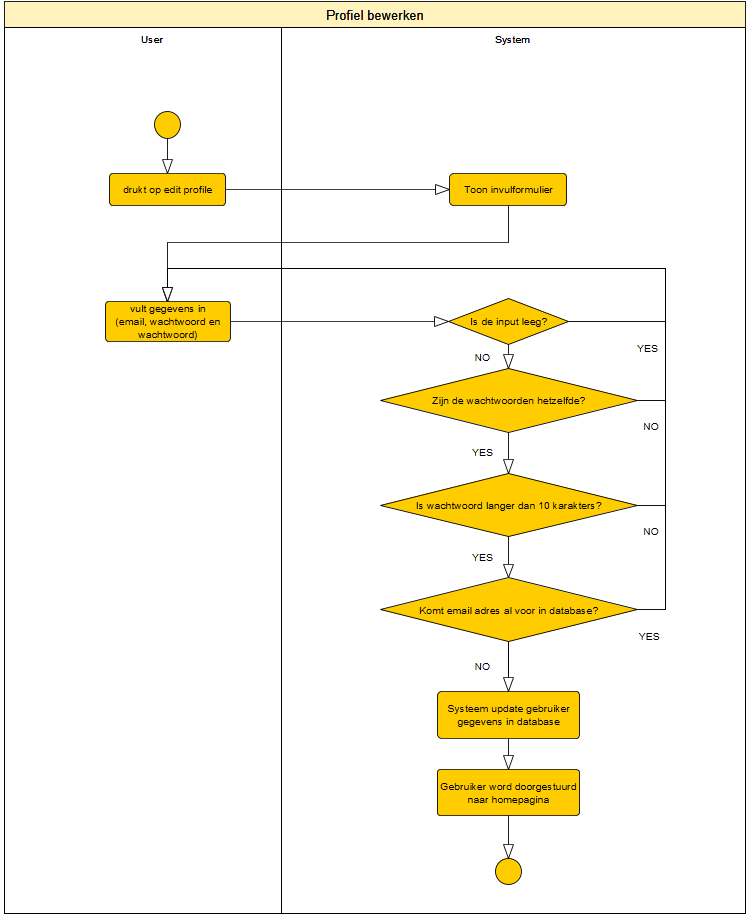 Profiel bewerken
User
System
drukt op edit profile
Toon invulformulier
vult gegevens in
(email, wachtwoord en
wachtwoord)
Is de input leeg?
YES
NO
Zijn de wachtwoorden hetzelfde?
NO
YES
Is wachtwoord langer dan 10 karakters?
NO
YES
Komt email adres al voor in database?
YES
NO
Systeem update gebruiker
gegevens in database
Gebruiker word doorgestuurd
naar homepagina